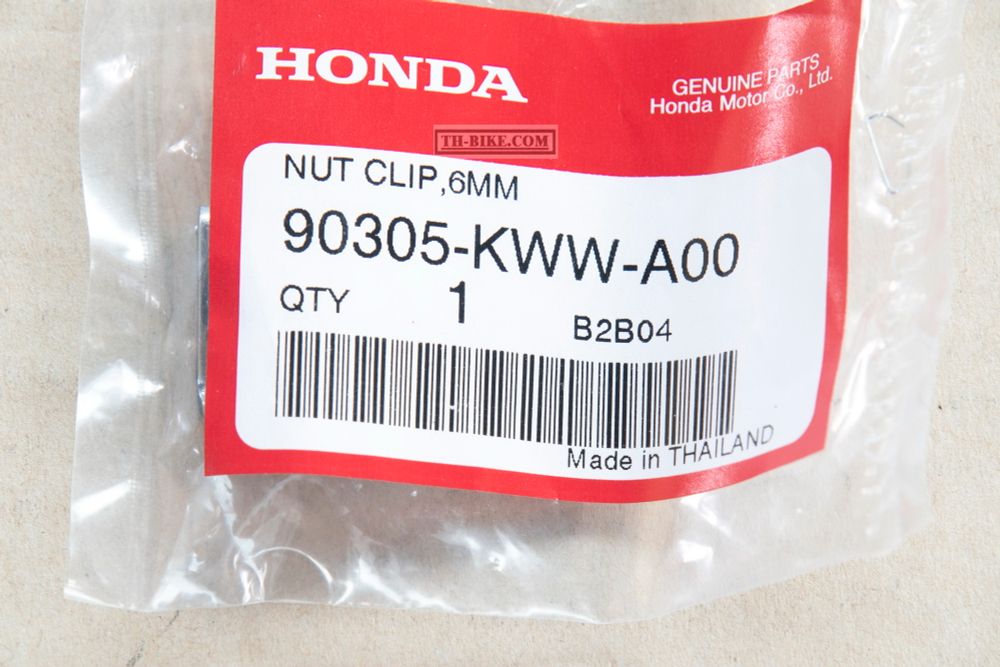 HONDA
GENUINE PARTS
Honda Motor Co., Ltd.
TH-BIKE.COM
NUT CLIP,6MM
90305-KWW-A00
QTY 1 B2B04
Made in THAILAND